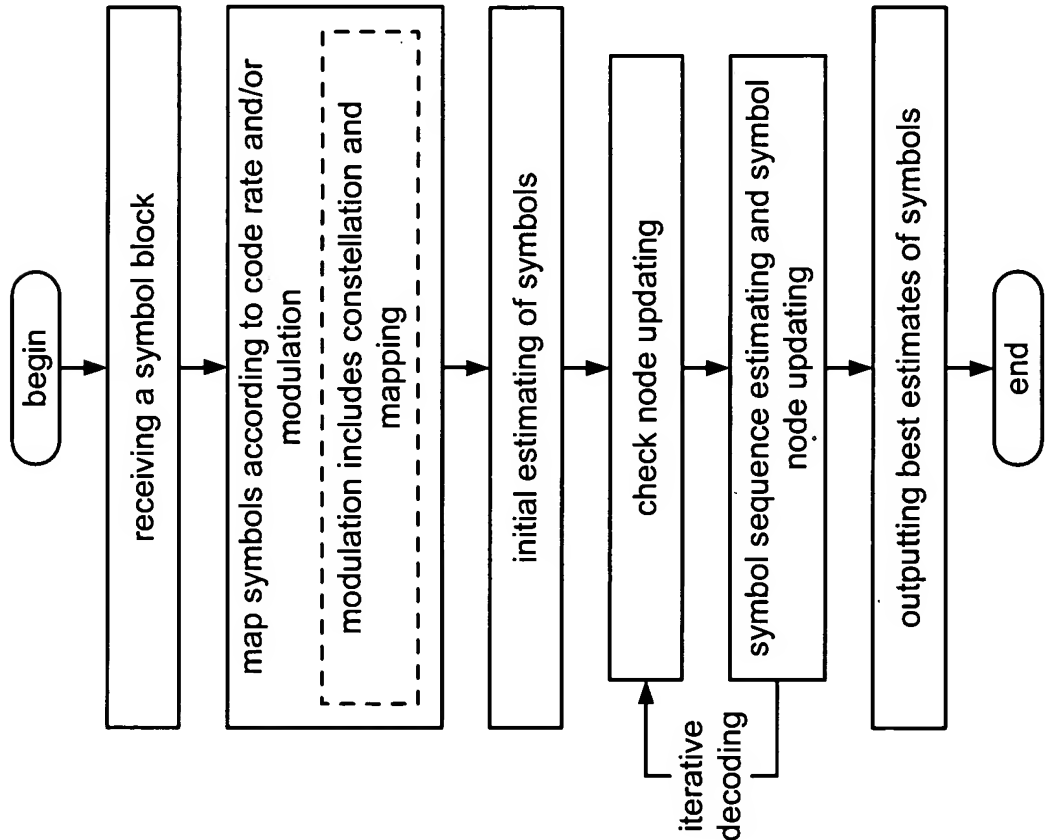 begin
receiving a symbol block
map symbols according to code rate and/or
modulation
modulation includes constellation and
mapping
initial estimating of symbols
check node updating
symbol sequence estimating and symbol
node updating
iterative
decoding
outputting best estimates of symbols
end